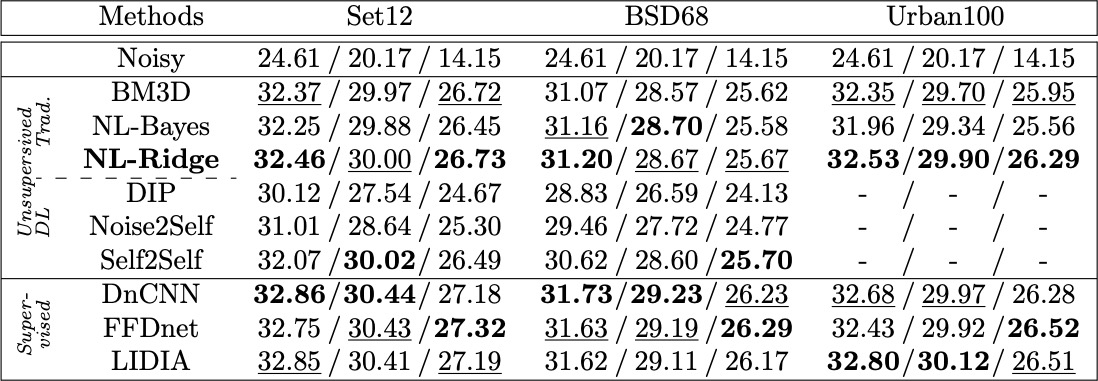 Methods Set12 BSD68 Urban100
Noisy 24.61 / 20.17 / 14.15 24.61 / 20.17 / 14.15 24.61 / 20.17 / 14.15
Unsupersived
Trad.
BM3D 32.37 / 29.97 / 26.72 31.07 / 28.57 / 25.62 32.35 / 29.70 / 25.95
NL-Bayes 32.25 / 29.88 / 26.45 31.16 / 28.70 / 25.58 31.96 / 29.34 / 25.56
NL-Ridge 32.46 / 30.00 / 26.73 31.20 / 28.67 / 25.67 32.53 / 29.90 / 26.29
DL
DIP 30.12 / 27.54 / 24.67 28.83 / 26.59 / 24.13 - / - / -
Noise2Self 31.01 / 28.64 / 25.30 29.46 / 27.72 / 24.77 - / - / -
Self2Self 32.07 / 30.02 / 26.49 30.62 / 28.60 / 25.70 - / - / -
Super-
vised
DnCNN 32.86 / 30.44 / 27.18 31.73 / 29.23 / 26.23 32.68 / 29.97 / 26.28
FFDnet 32.75 / 30.43 / 27.32 31.63 / 29.19 / 26.29 32.43 / 29.92 / 26.52
LIDIA 32.85 / 30.41 / 27.19 31.62 / 29.11 / 26.17 32.80 / 30.12 / 26.51